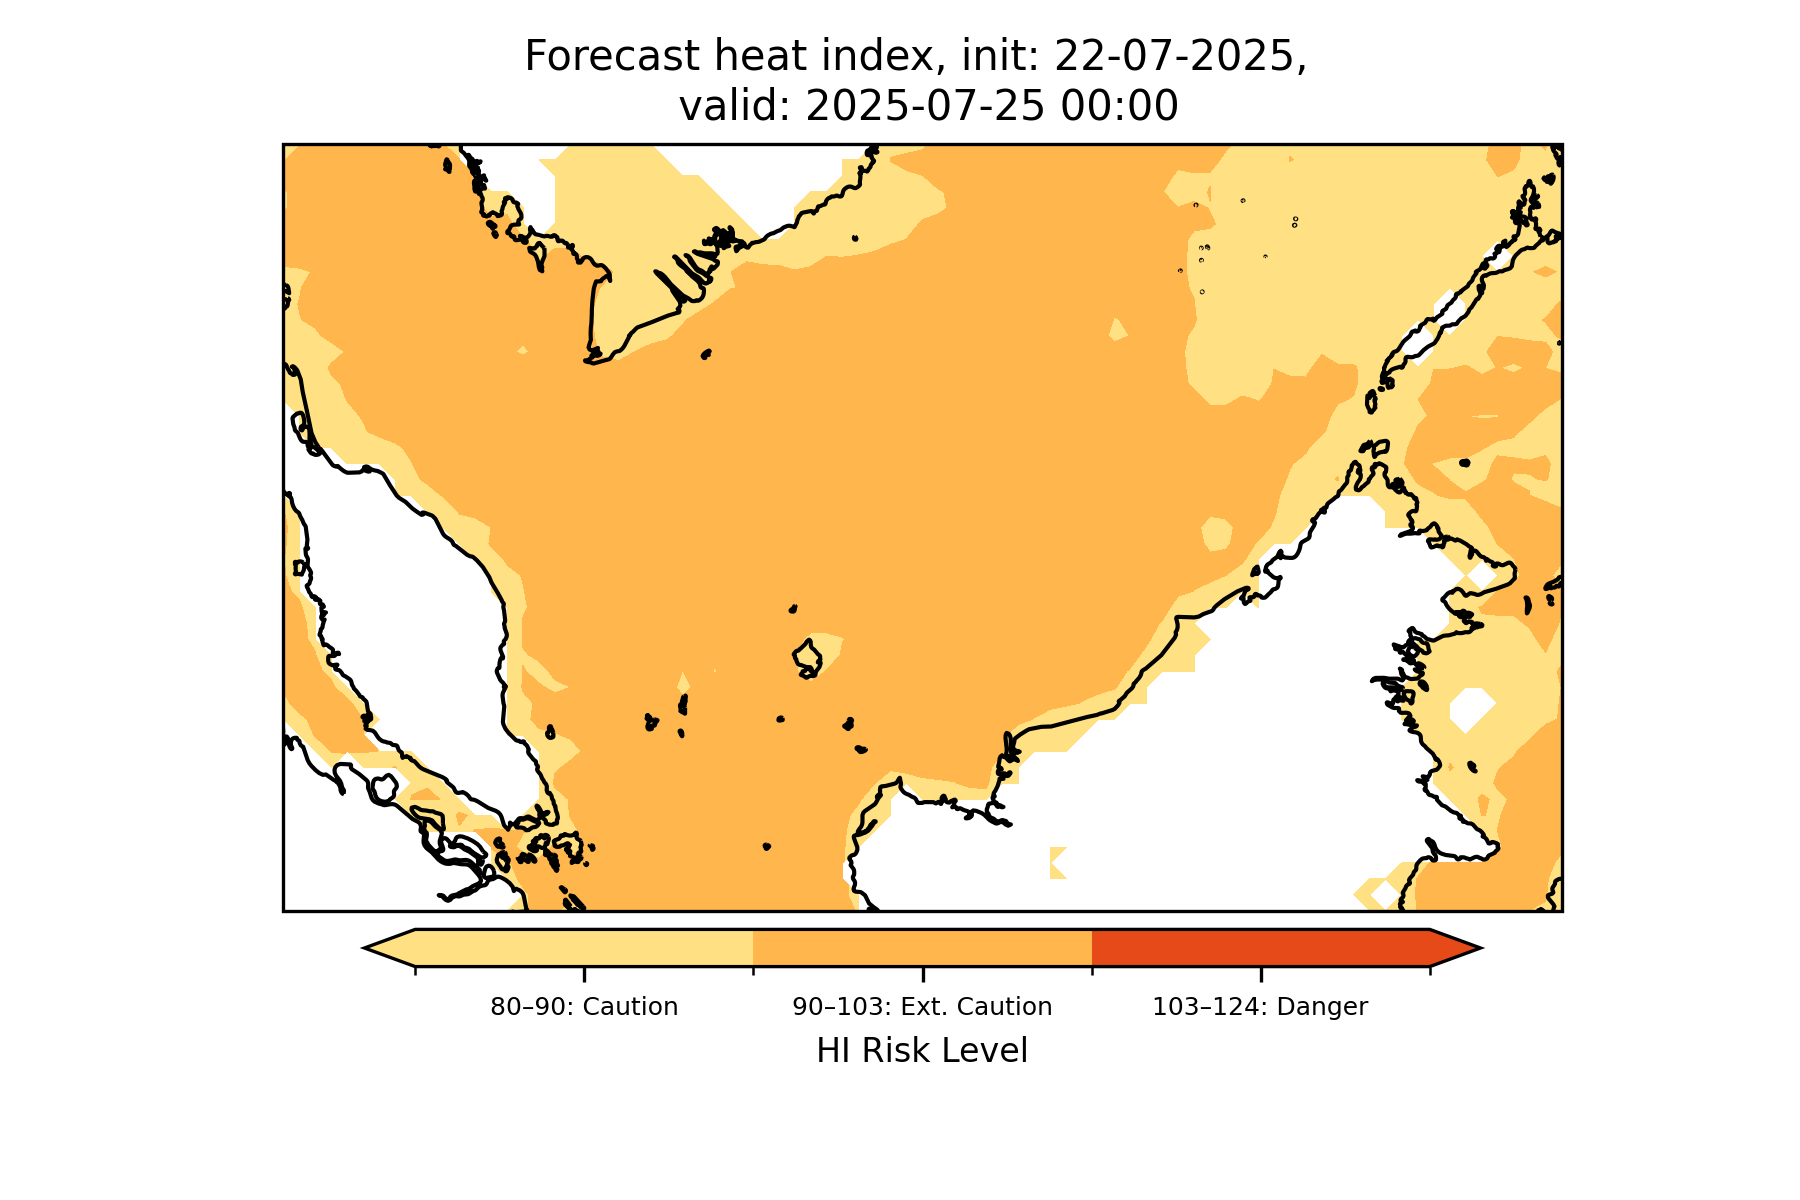 Forecast heat index, init: 22-07-2025,
valid: 2025-07-25 00:00
80–90: Caution
90–103: Ext. Caution
103–124: Danger
HI Risk Level